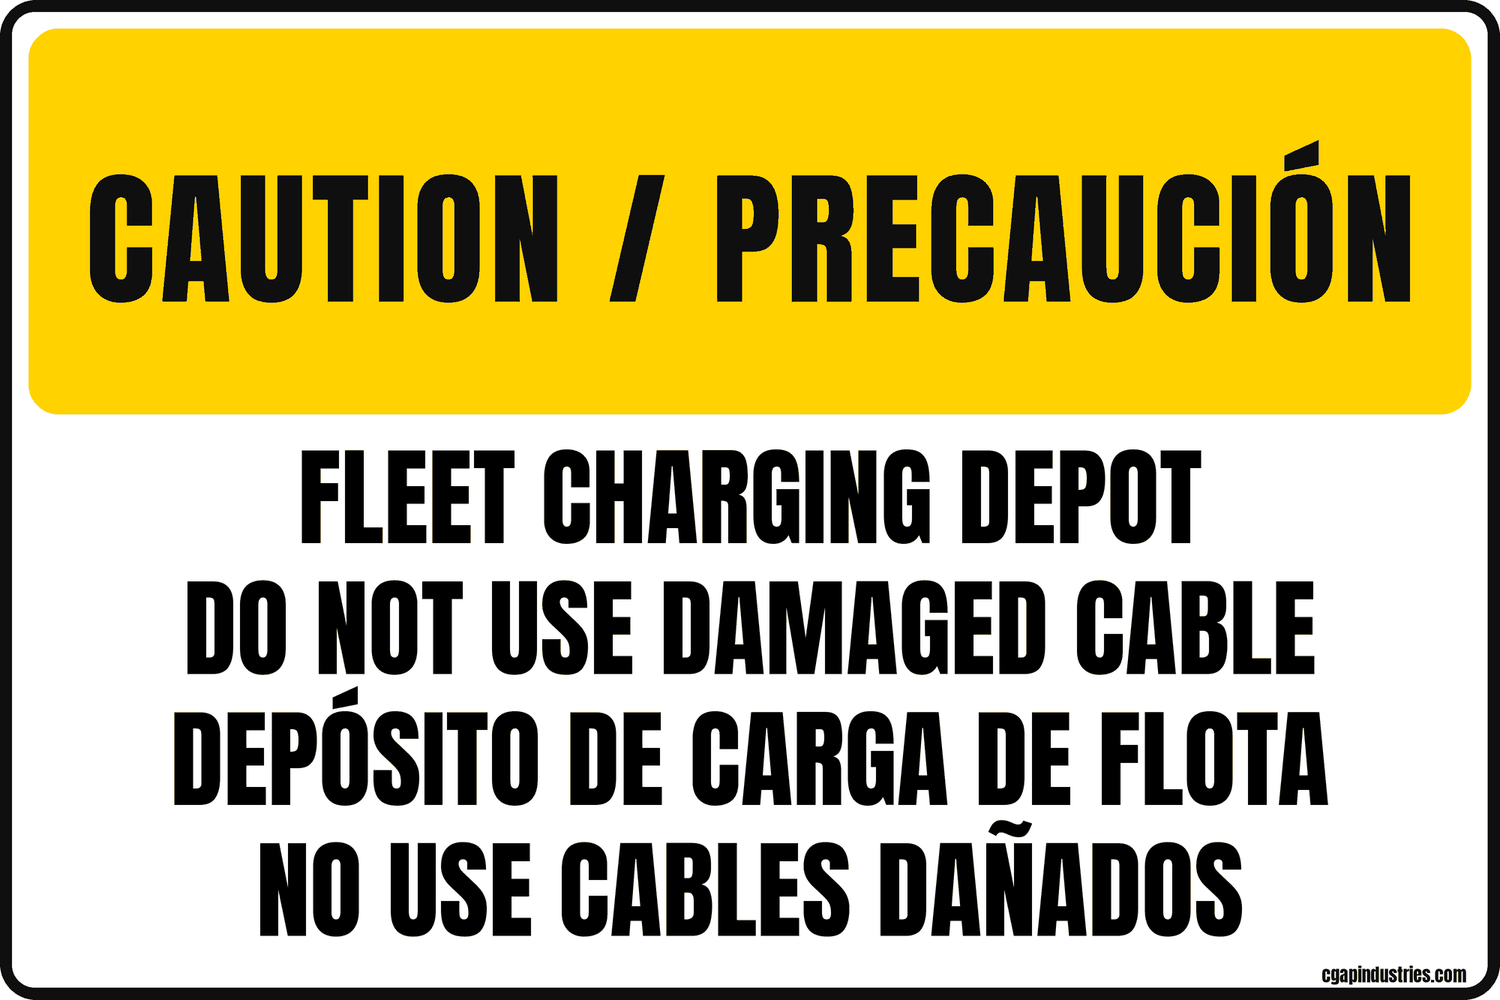 CAUTION / PRECAUCIÓN
FLEET CHARGING DEPOT
DO NOT USE DAMAGED CABLE
DEPÓSITO DE CARGA DE FLOTA
NO USE CABLES DAÑADOS
cgapindustries.com